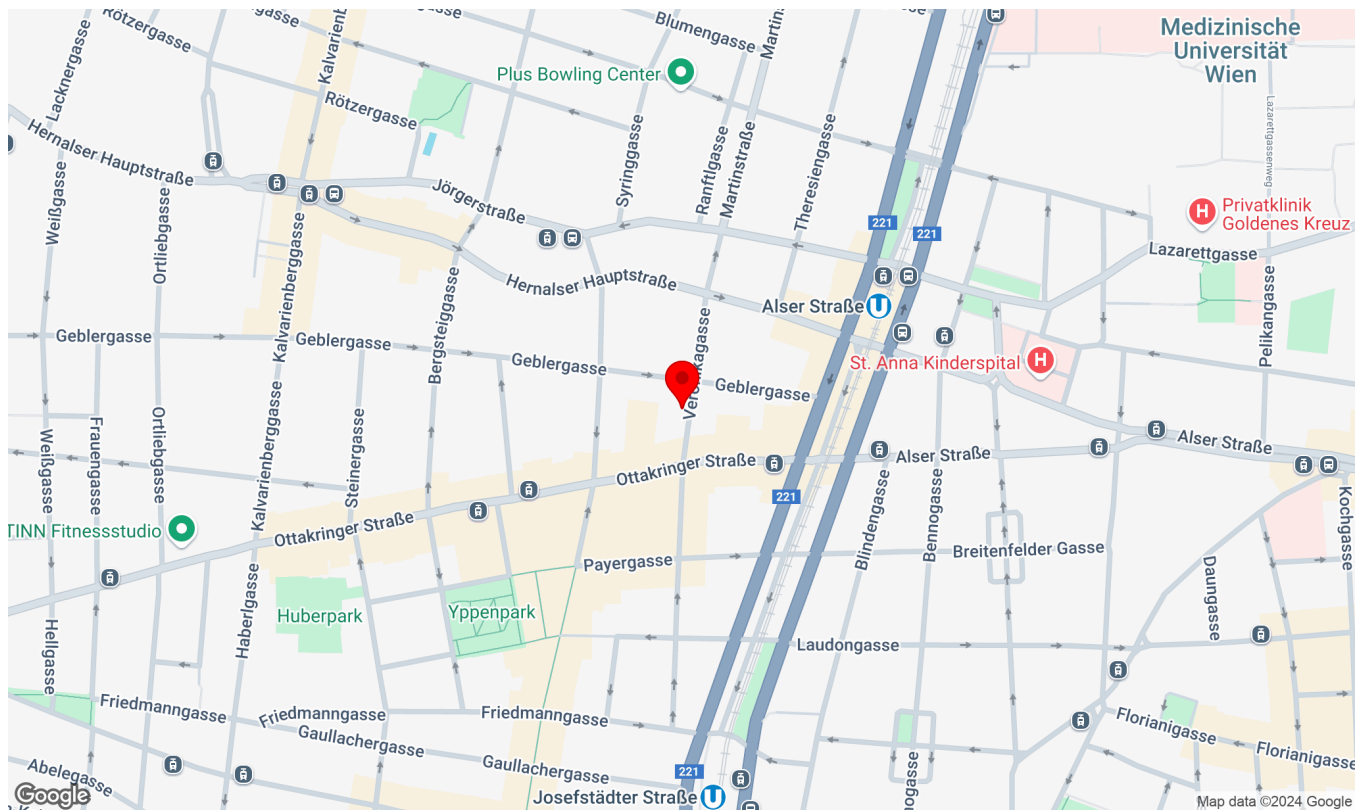 Rötzergasse
Blumengasse
Martins
Medizinische
Universität
Wien
Lacknergasse
Kalvarienber
Plus Bowling Center
Rötzergasse
Lazarettgassenweg
Hernalser Hauptstraße
Syringgasse
Ranftlgasse
Martinstraße
Theresiengasse
Jörgerstraße
Weißgasse
Ortliebgasse
221
221
Privatklinik
Goldenes Kreuz
Lazarettgasse
Hernalser Hauptstraße
Kalvarienberggasse
Bergsteiggasse
Alser Straße
Pelikangasse
Geblergasse
Geblergasse
Geblergasse
Geblergasse
St. Anna Kinderspital
Frauengasse
Ortliebgasse
Weißgasse
Steinergasse
Kalvarienberggasse
Ottakringer Straße
Alser Straße
Alser Straße
221
Blindengasse
Bennogasse
Kochgasse
Ottakringer Straße
TINN Fitnessstudio
Payergasse
Breitenfelder Gasse
Daungasse
Huberpark
Yppenpark
Haberlgasse
Hellgasse
Laudongasse
Friedmanngasse
Friedmanngasse
Friedmanngasse
Gaullachergasse
Gaullachergasse
Florianigasse
Florianigasse
Abelegasse
nogasse
221
Josefstädter Straße
Google
Map data ©2024 Google